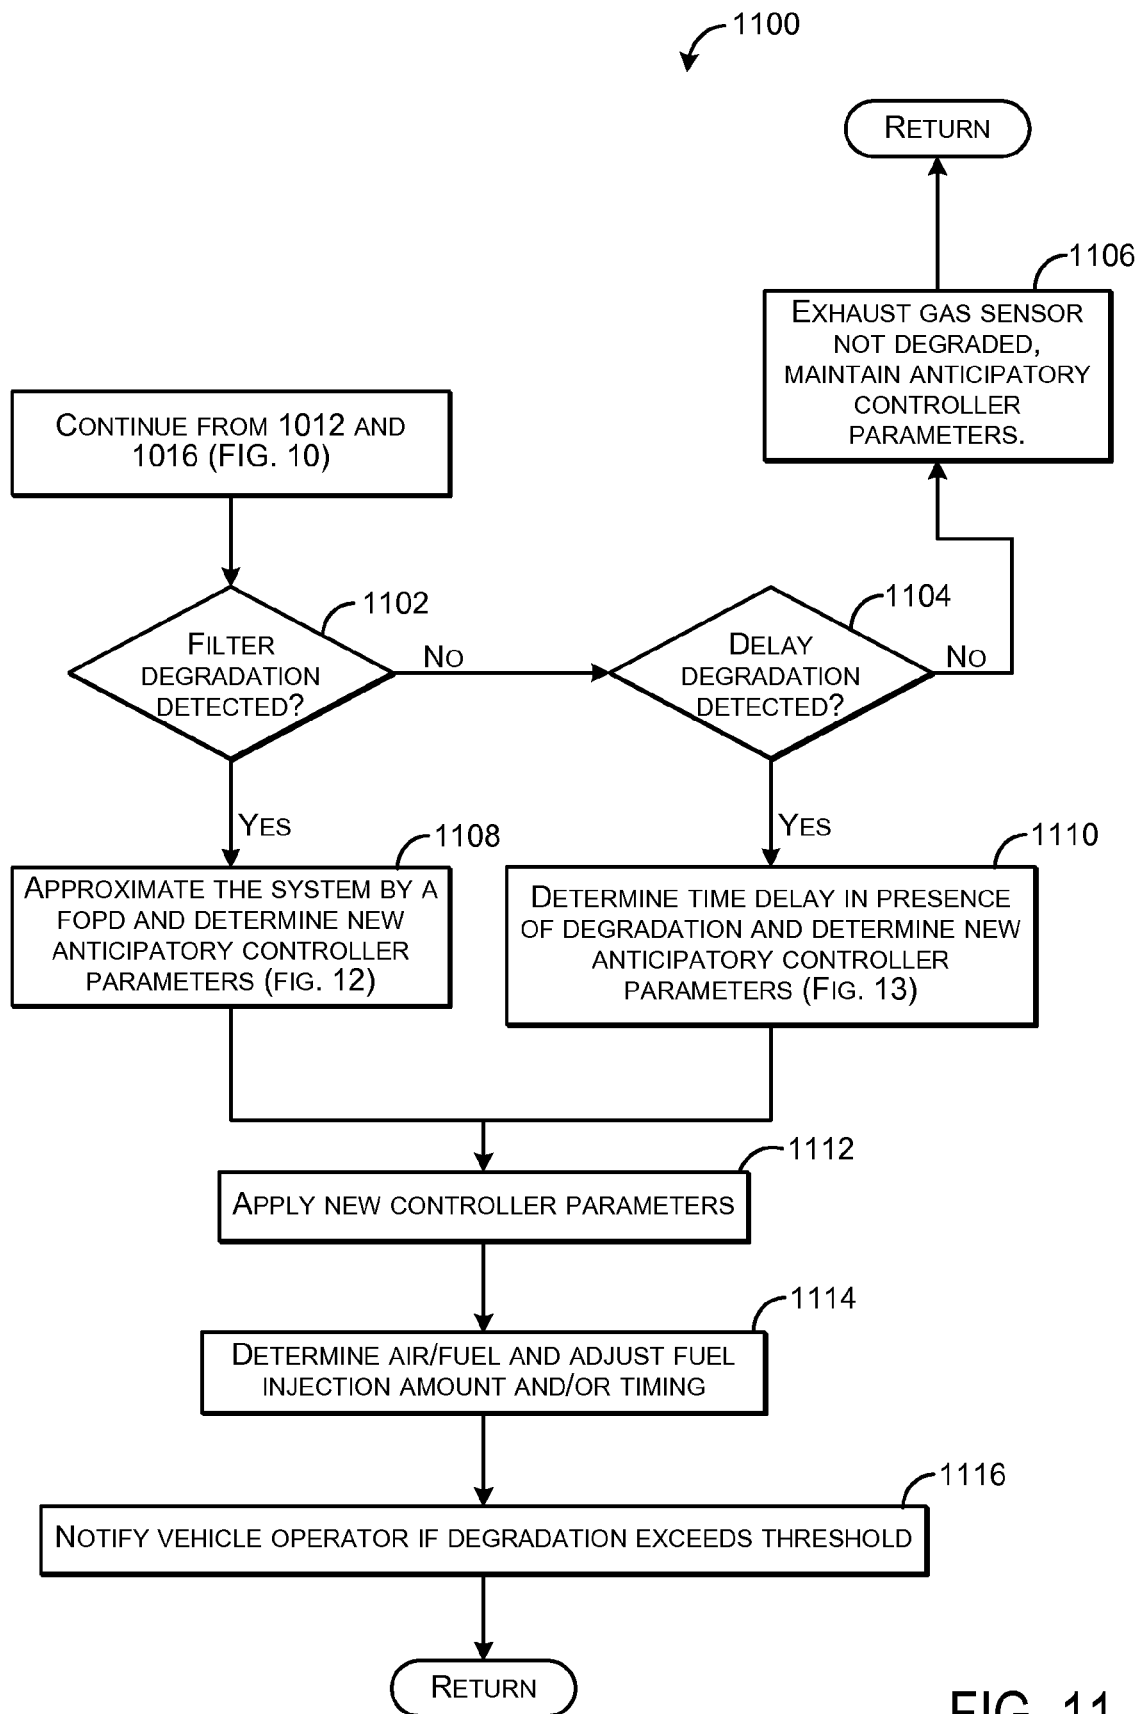 1100
RETURN
1106
EXHAUST GAS SENSOR
NOT DEGRADED,
MAINTAIN ANTICIPATORY
CONTROLLER
PARAMETERS.
CONTINUE FROM 1012 AND
1016 (FIG. 10)
1102
FILTER
DEGRADATION
DETECTED?
NO
1104
DELAY
DEGRADATION
DETECTED?
NO
YES
1108
APPROXIMATE THE SYSTEM BY A
FOPD AND DETERMINE NEW
ANTICIPATORY CONTROLLER
PARAMETERS (FIG. 12)
YES
1110
DETERMINE TIME DELAY IN PRESENCE
OF DEGRADATION AND DETERMINE NEW
ANTICIPATORY CONTROLLER
PARAMETERS (FIG. 13)
1112
APPLY NEW CONTROLLER PARAMETERS
1114
DETERMINE AIR/FUEL AND ADJUST FUEL
INJECTION AMOUNT AND/OR TIMING
1116
NOTIFY VEHICLE OPERATOR IF DEGRADATION EXCEEDS THRESHOLD
RETURN
FIG. 11